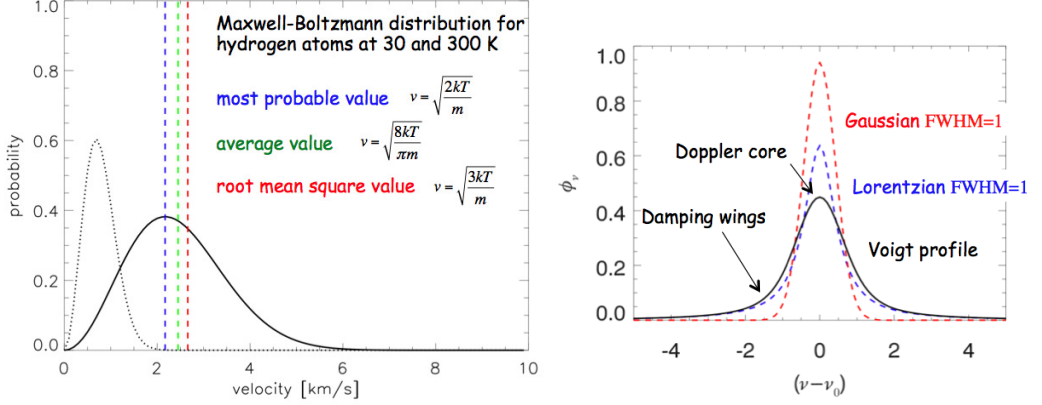 Maxwell-Boltzmann distribution for
hydrogen atoms at 30 and 300 K
most probable value v = √(2kT/m)
average value v = √(8kT/πm)
root mean square value v = √(3kT/m)
probability
1.0
0.8
0.6
0.4
0.2
0.0
0 2 4 6 8 10
velocity [km/s]
Gaussian FWHM=1
Doppler core
Lorentzian FWHM=1
Damping wings
Voigt profile
ϕν
1.0
0.8
0.6
0.4
0.2
0.0
-4 -2 0 2 4
(ν−ν0)